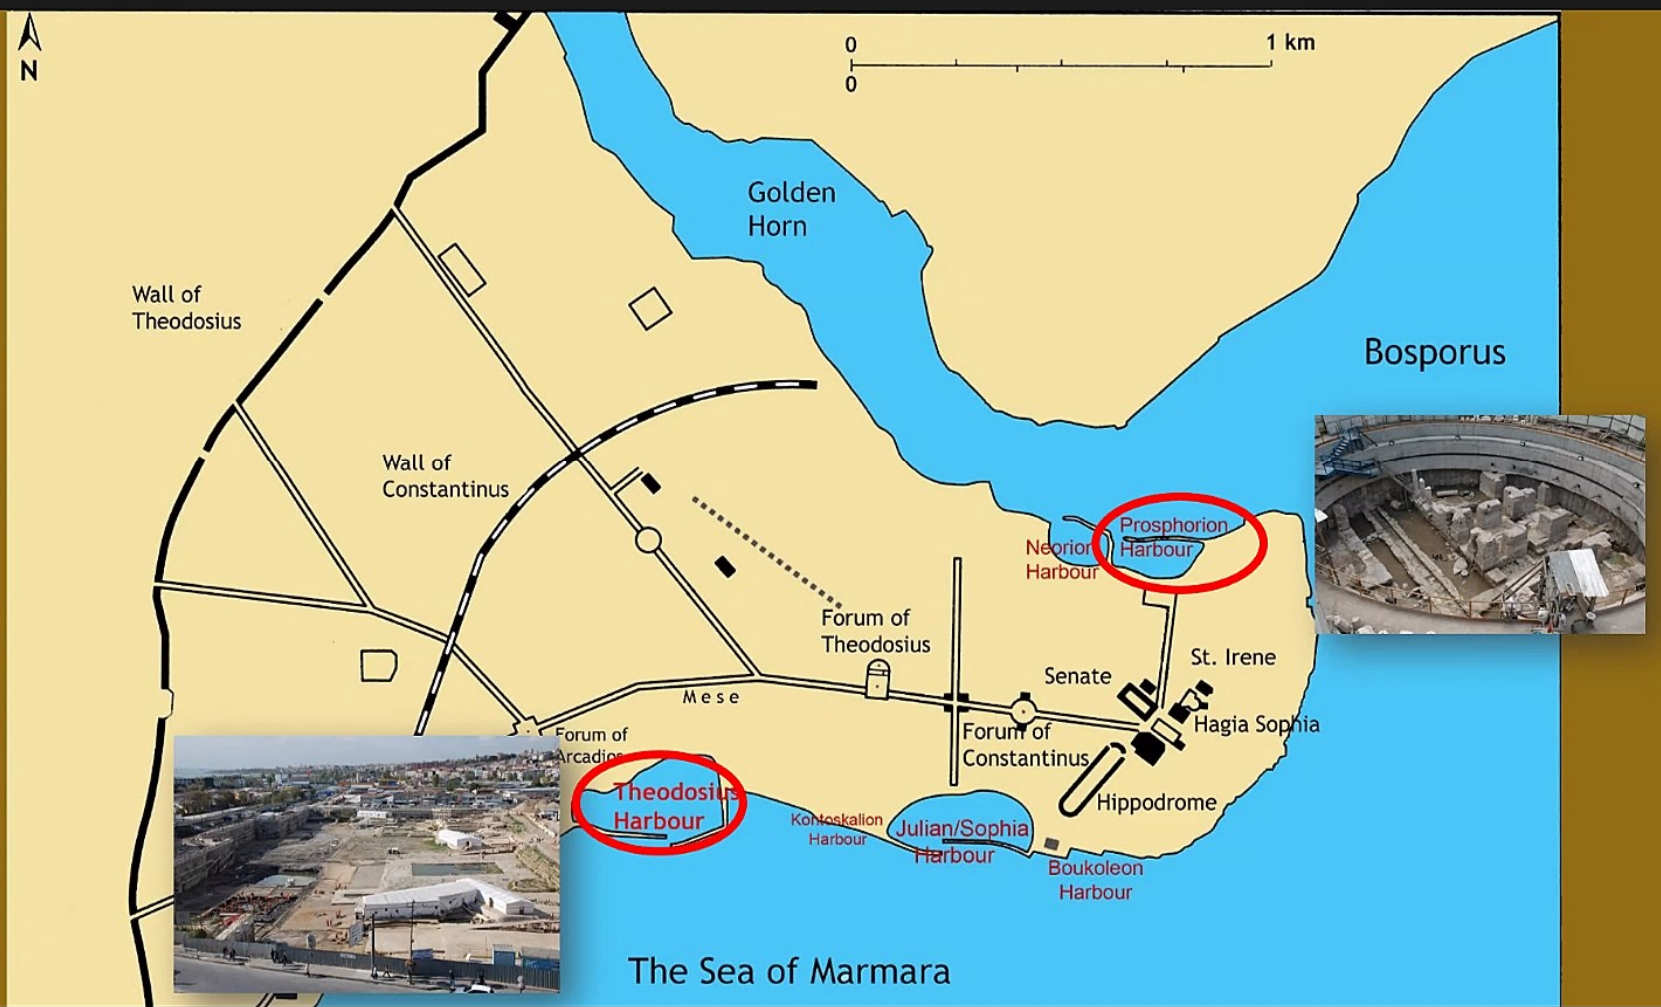 N
0
1 km
0
Golden
Horn
Wall of
Theodosius
Bosporus
Wall of
Constantinus
Prosphorion
Harbour
Neorion
Harbour
Forum of
Theodosius
St. Irene
Senate
Mese
Hagia Sophia
Forum of
Constantinus
Forum of
Arcadios
Theodosius
Harbour
Hippodrome
Kontoskalion
Harbour
Julian/Sophia
Harbour
Boukoleon
Harbour
The Sea of Marmara